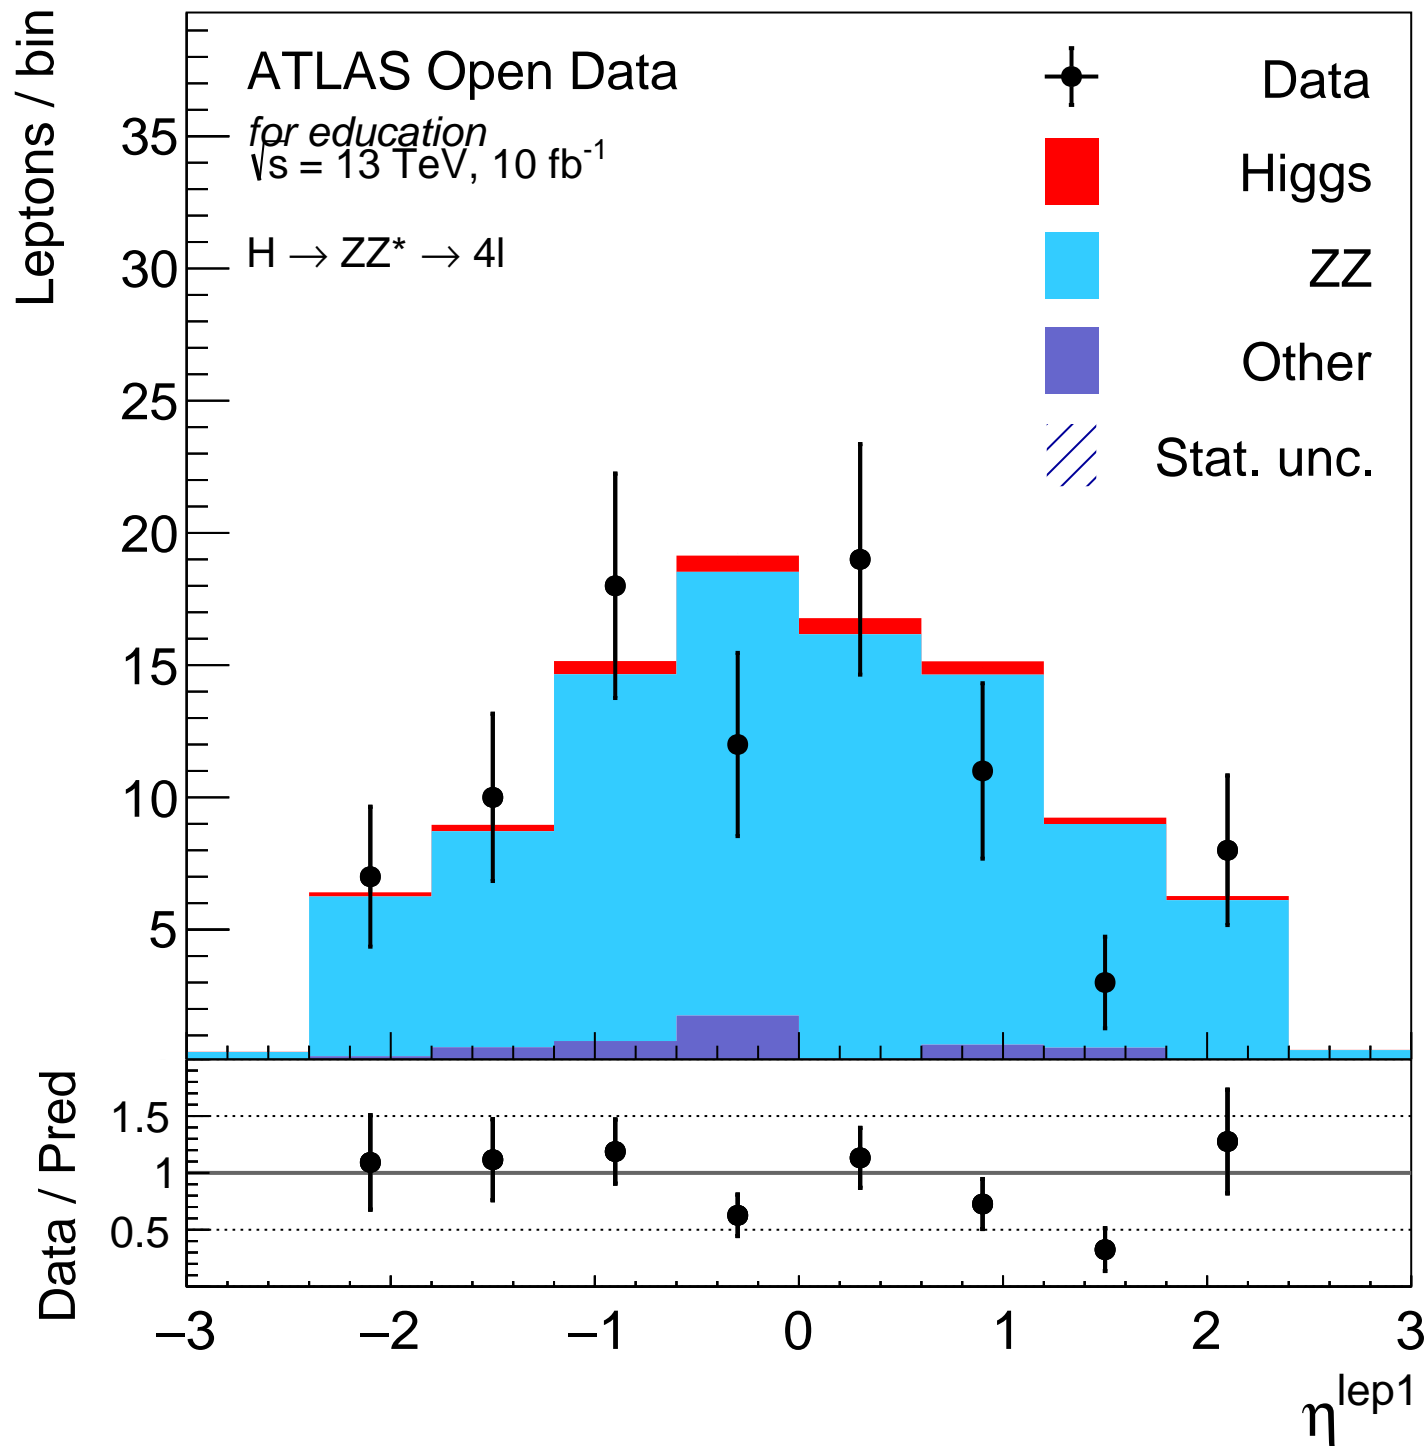 Leptons / bin
ATLAS Open Data
for education
√s = 13 TeV, 10 fb⁻¹
H → ZZ* → 4l
Data
Higgs
ZZ
Other
Stat. unc.
35
30
25
20
15
10
5
Data / Pred
1.5
1
0.5
–3 –2 –1 0 1 2 3
η^lep1